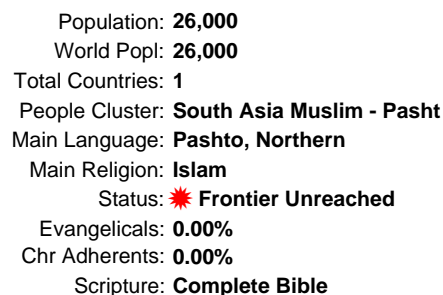 Population: 26,000
World Popl: 26,000
Total Countries: 1
People Cluster: South Asia Muslim - Pasht
Main Language: Pashto, Northern
Main Religion: Islam
Status: Frontier Unreached
Evangelicals: 0.00%
Chr Adherents: 0.00%
Scripture: Complete Bible